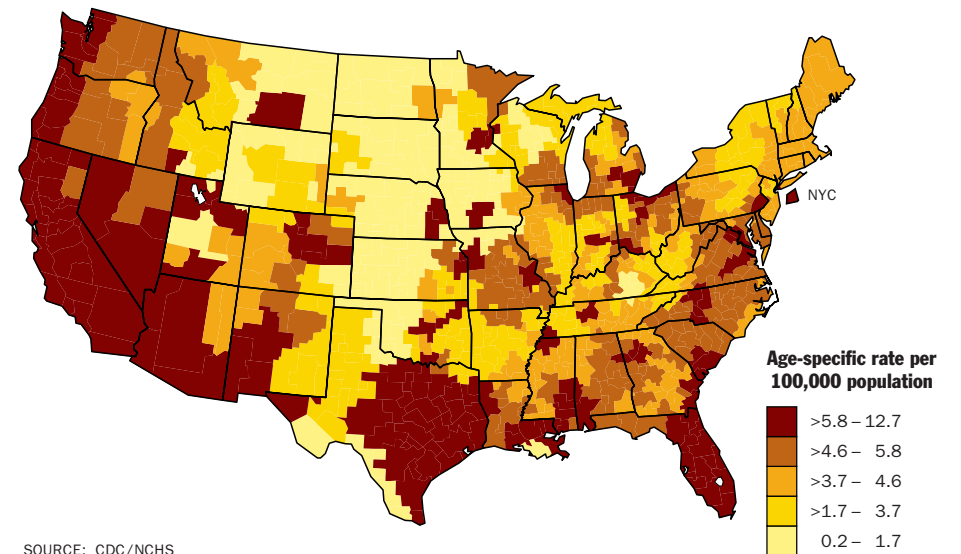 NYC
Age-specific rate per
100,000 population
>5.8 – 12.7
>4.6 – 5.8
>3.7 – 4.6
>1.7 – 3.7
0.2 – 1.7
SOURCE: CDC/NCHS